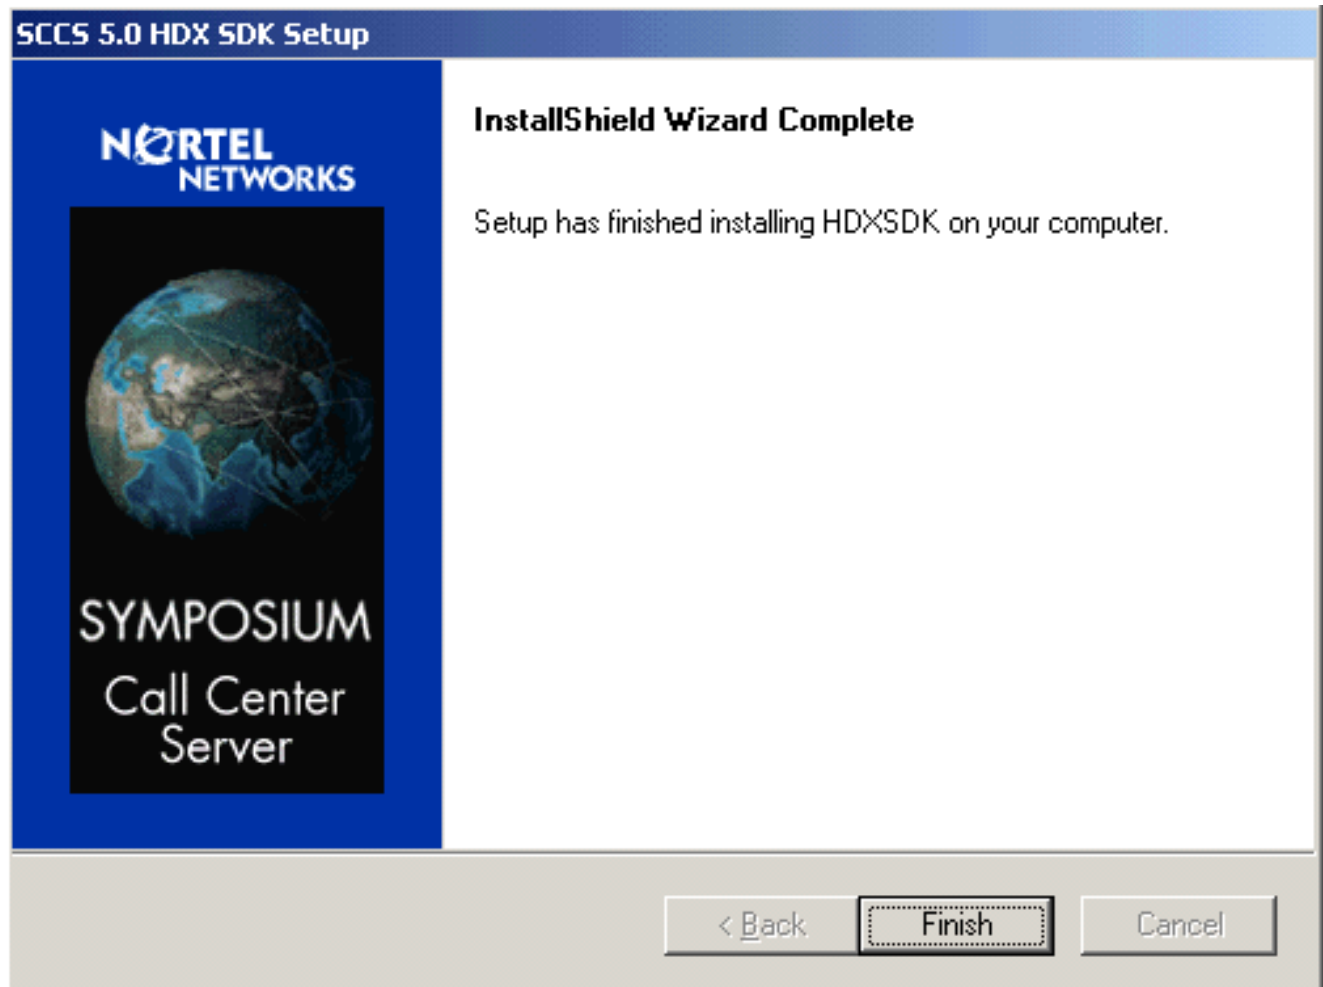 SCCS 5.0 HDX SDK Setup
NORTEL
NETWORKS
SYMPOSIUM
Call Center
Server
InstallShield Wizard Complete
Setup has finished installing HDXSDK on your computer.
< Back
Finish
Cancel